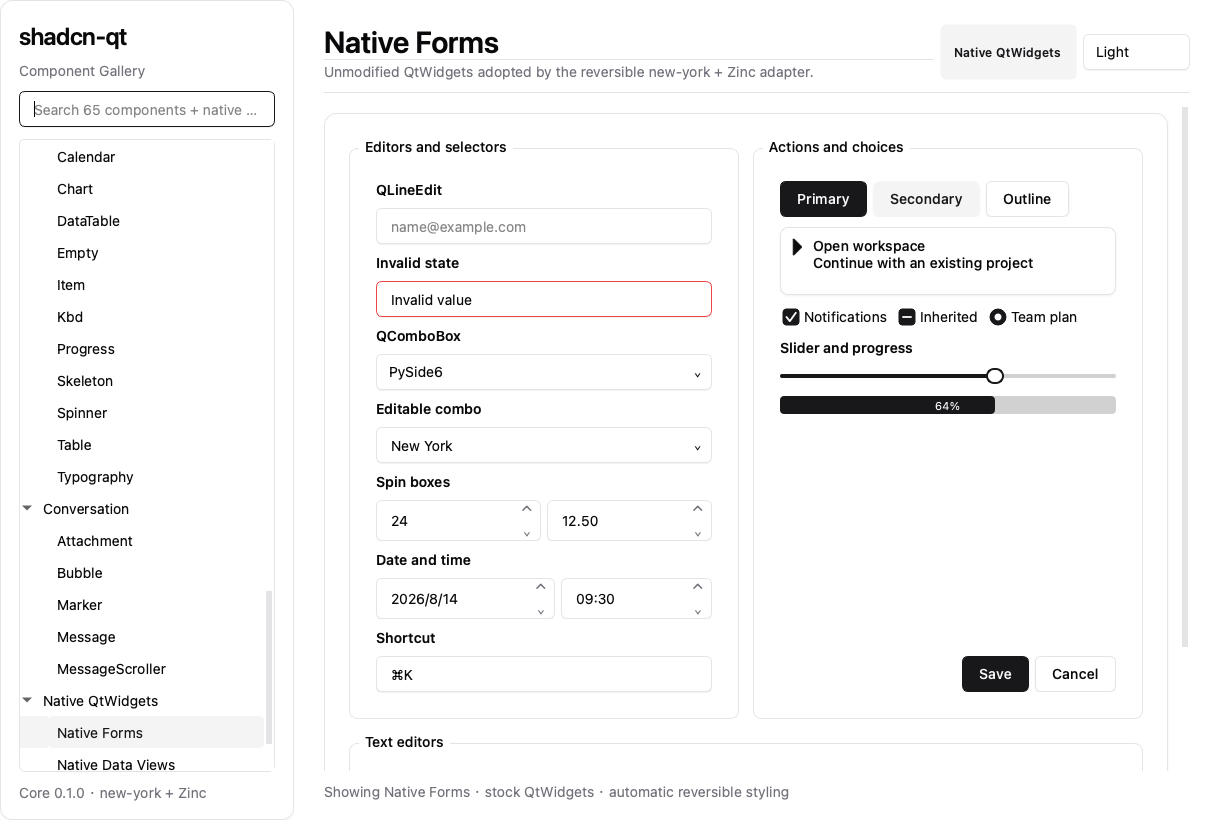 shadcn-qt
Component Gallery
Search 65 components + native ...
Calendar
Chart
DataTable
Empty
Item
Kbd
Progress
Skeleton
Spinner
Table
Typography
Conversation
Attachment
Bubble
Marker
Message
MessageScroller
Native QtWidgets
Native Forms
Native Data Views
Core 0.1.0 · new-york + Zinc
Native Forms
Unmodified QtWidgets adopted by the reversible new-york + Zinc adapter.
Native QtWidgets
Light
Editors and selectors
QLineEdit
name@example.com
Invalid state
Invalid value
QComboBox
PySide6
Editable combo
New York
Spin boxes
24
12.50
Date and time
2026/8/14
09:30
Shortcut
⌘K
Actions and choices
Primary
Secondary
Outline
Open workspace
Continue with an existing project
Notifications
Inherited
Team plan
Slider and progress
64%
Save
Cancel
Text editors
Showing Native Forms · stock QtWidgets · automatic reversible styling